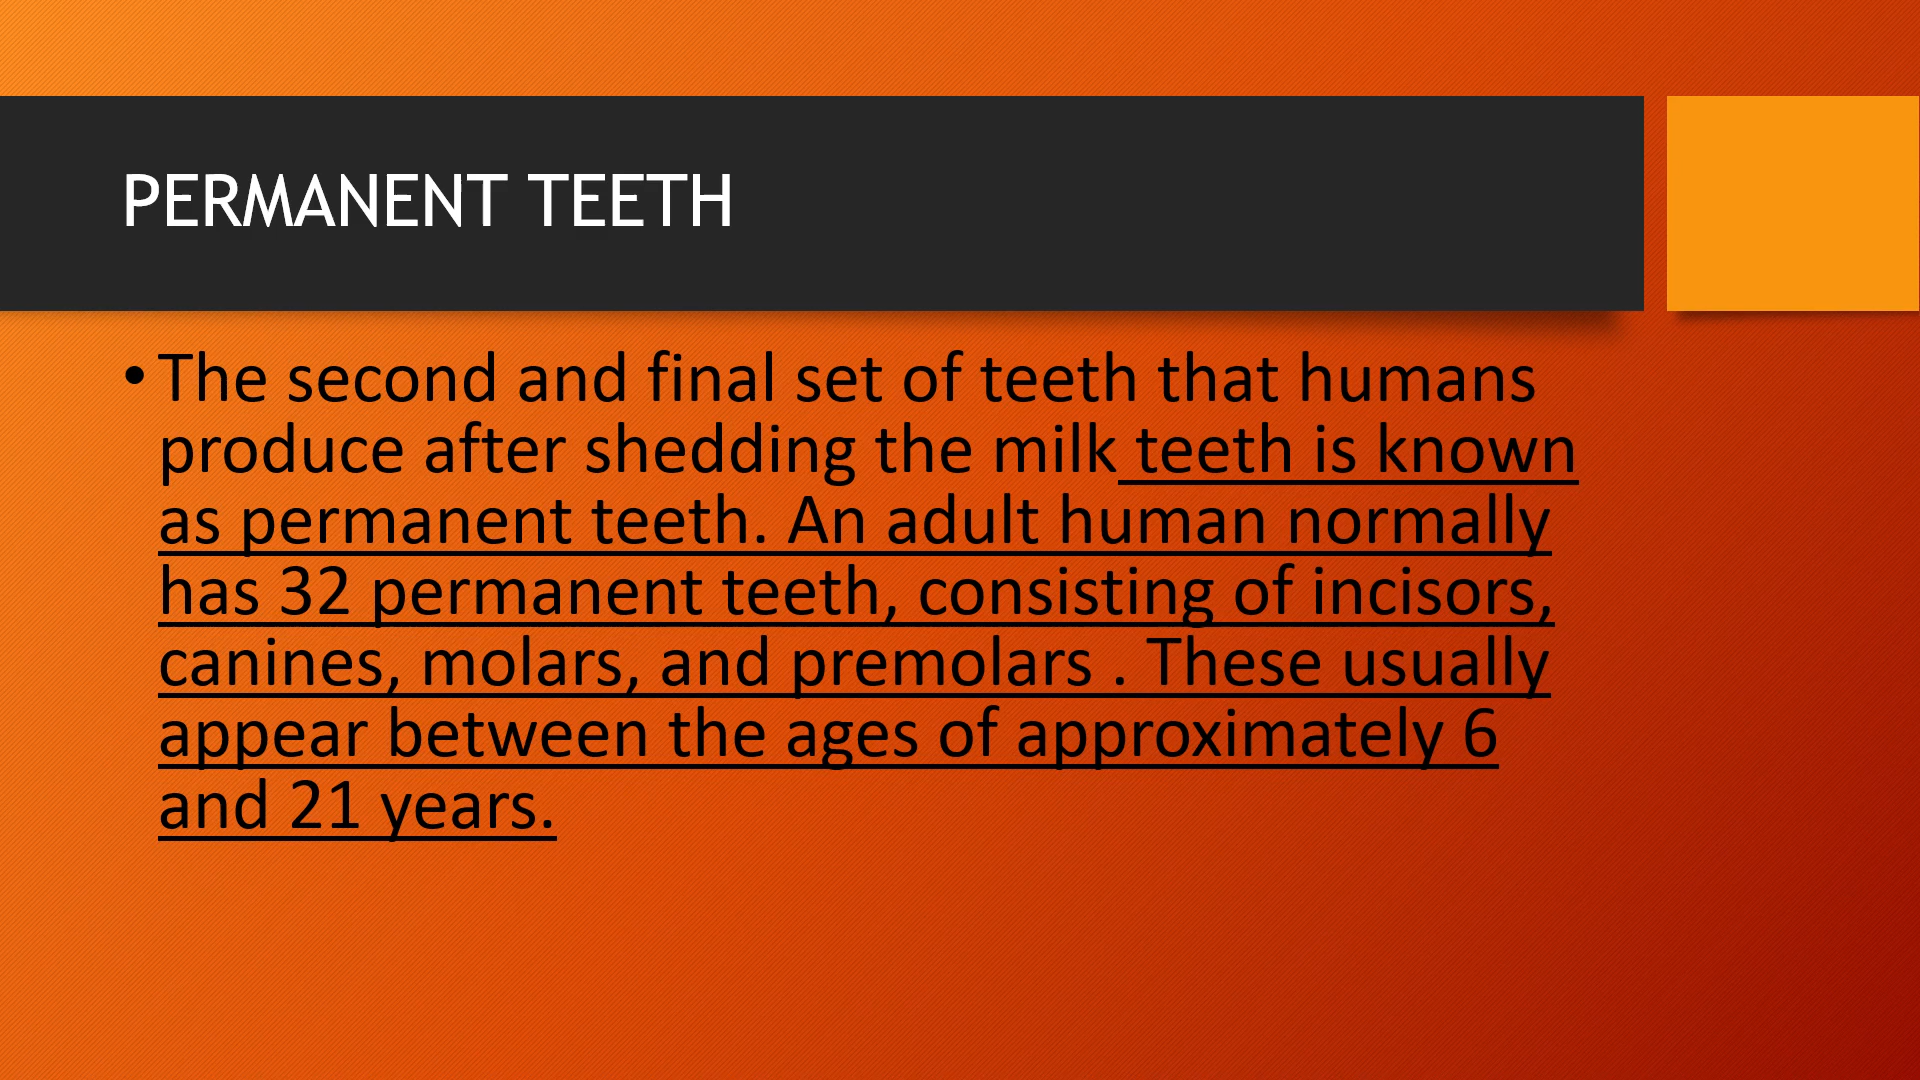 PERMANENT TEETH
• The second and final set of teeth that humans
produce after shedding the milk teeth is known
as permanent teeth. An adult human normally
has 32 permanent teeth, consisting of incisors,
canines, molars, and premolars . These usually
appear between the ages of approximately 6
and 21 years.